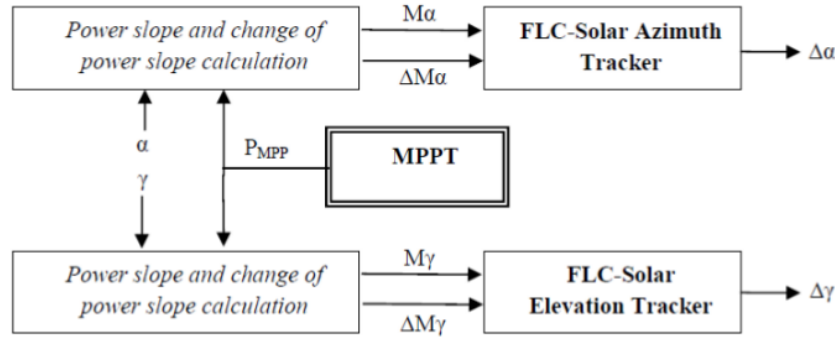 Power slope and change of
power slope calculation
Mα
ΔMα
FLC-Solar Azimuth
Tracker
Δα
α
γ
P_MPP
MPPT
Power slope and change of
power slope calculation
Mγ
ΔMγ
FLC-Solar
Elevation Tracker
Δγ